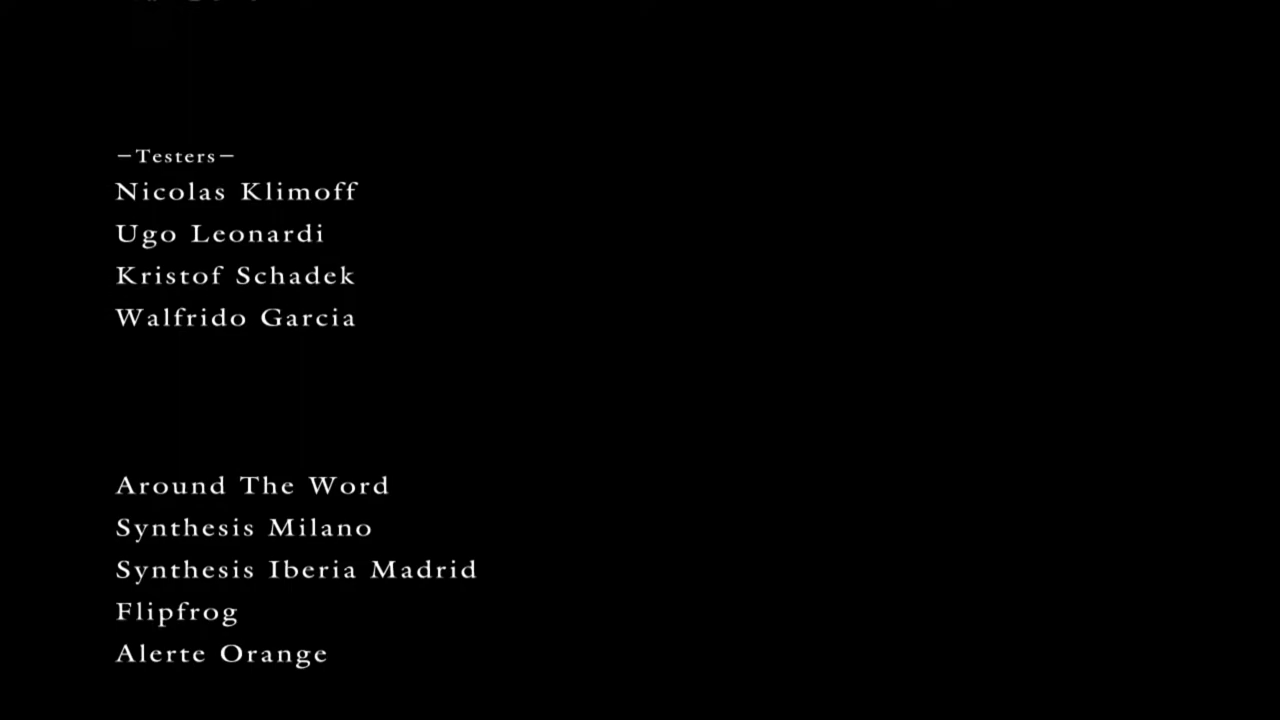 −Testers−
Nicolas Klimoff
Ugo Leonardi
Kristof Schadek
Walfrido Garcia
Around The Word
Synthesis Milano
Synthesis Iberia Madrid
Flipfrog
Alerte Orange